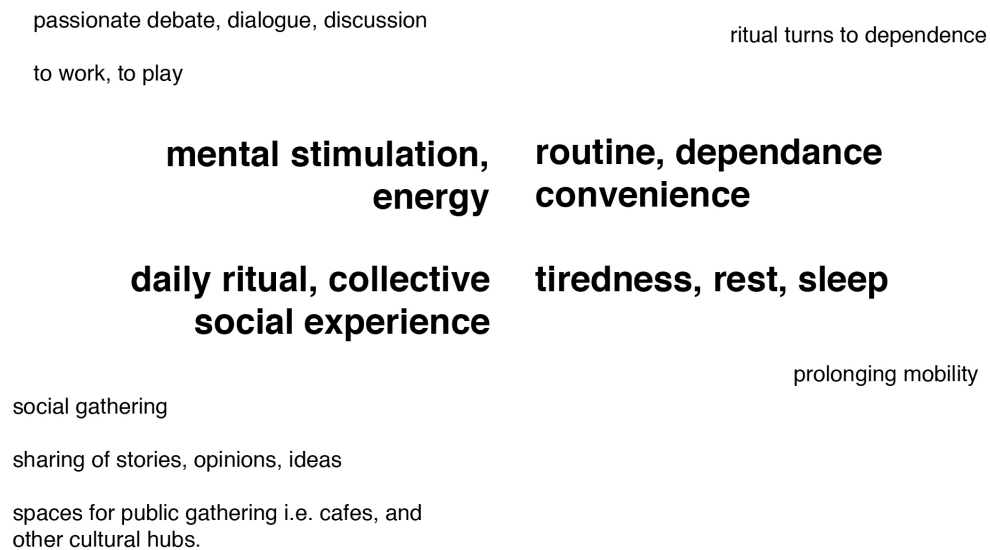 passionate debate, dialogue, discussion
ritual turns to dependence
to work, to play
mental stimulation,
energy
routine, dependance
convenience
daily ritual, collective
social experience
tiredness, rest, sleep
prolonging mobility
social gathering
sharing of stories, opinions, ideas
spaces for public gathering i.e. cafes, and
other cultural hubs.